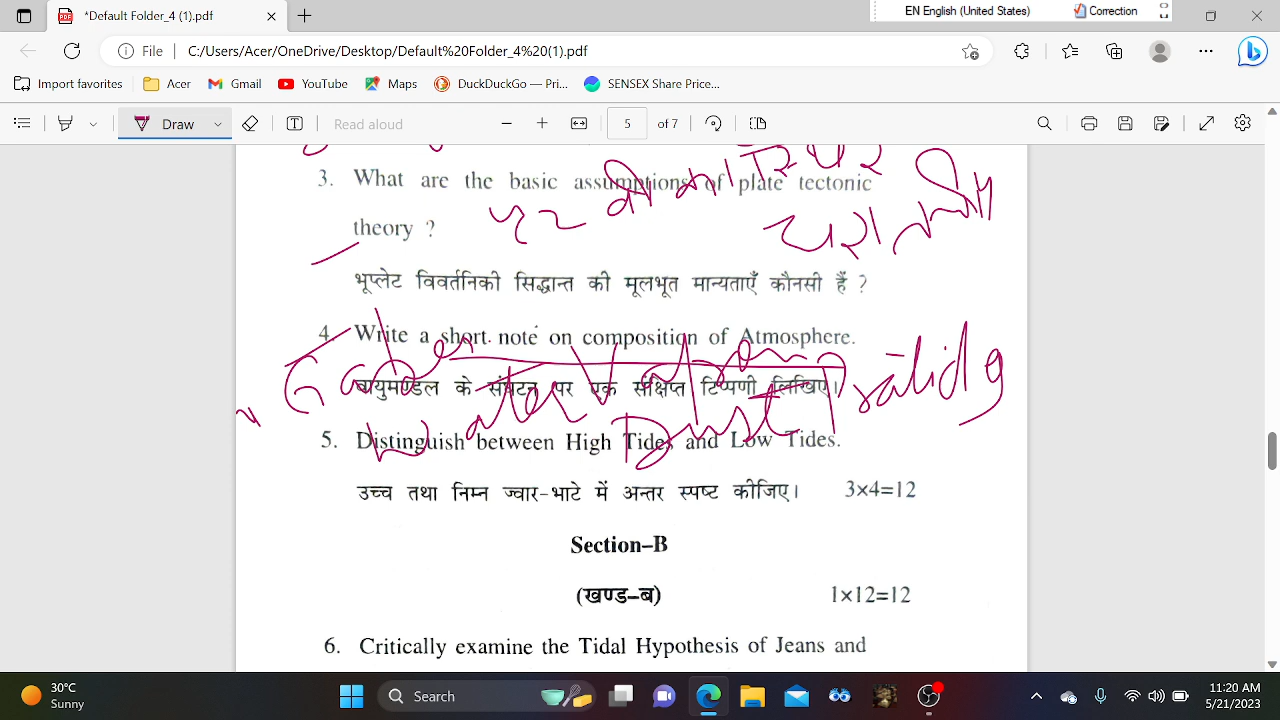 *Default Folder_4 (1).pdf
EN English (United States) Correction
File C:/Users/Acer/OneDrive/Desktop/Default%20Folder_4%20(1).pdf
Import favorites Acer Gmail YouTube Maps DuckDuckGo — Pri... SENSEX Share Price...
Draw Read aloud 5 of 7
3. What are the basic assumptions of plate tectonic
theory ?
भूप्लेट विवर्तनिकी सिद्धान्त की मूलभूत मान्यताएँ कौनसी हैं ?
4. Write a short note on composition of Atmosphere.
वायुमण्डल के संघटन पर एक संक्षिप्त टिप्पणी लिखिए।
Water Vapour
Dust
5. Distinguish between High Tides and Low Tides.
उच्च तथा निम्न ज्वार-भाटे में अन्तर स्पष्ट कीजिए। 3×4=12
Section–B
(खण्ड–ब) 1×12=12
6. Critically examine the Tidal Hypothesis of Jeans and
30°C
Sunny
Search
11:20 AM
5/21/2023